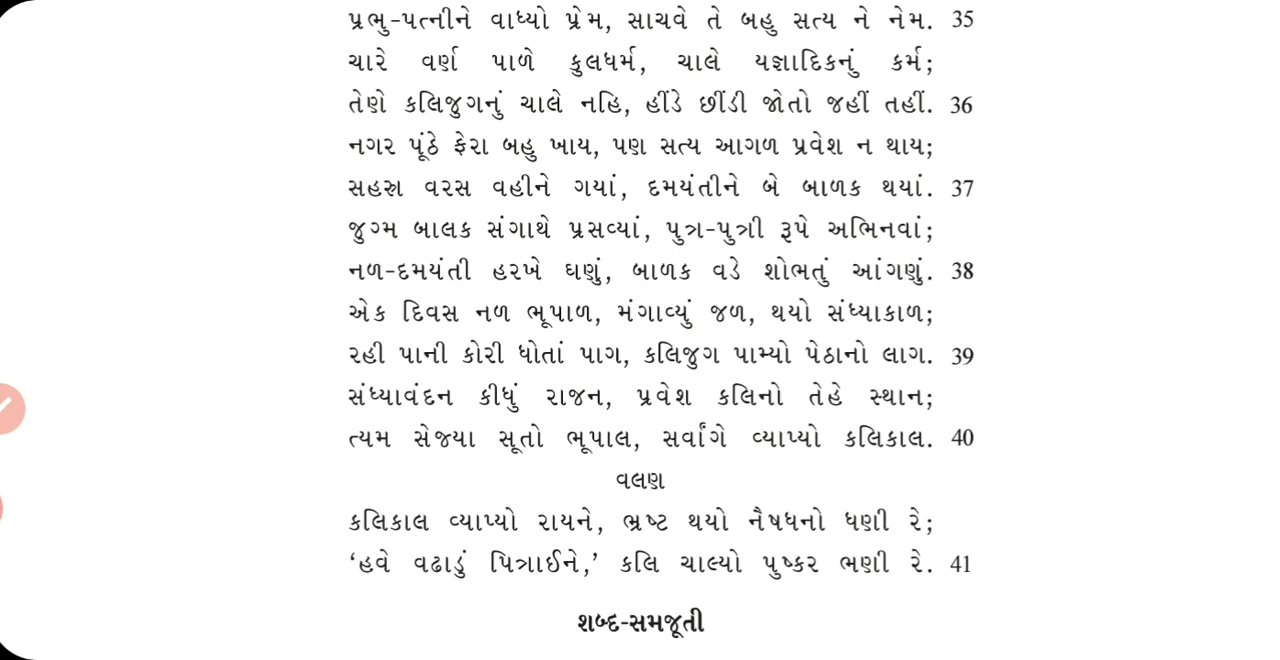 પ્રભુ-પત્નીને વાધ્યો પ્રેમ, સાચવે તે બહુ સત્ય ને નેમ. 35
ચારે વર્ણ પાળે કુલધર્મ, ચાલે યજ્ઞાદિકનું કર્મ;
તેણે કલિજુગનું ચાલે નહિ, હીંડે છીંડી જોતો જહીં તહીં. 36
નગર પૂંઠે ફેરા બહુ ખાય, પણ સત્ય આગળ પ્રવેશ ન થાય;
સહસ્ર વરસ વહીને ગયાં, દમયંતીને બે બાળક થયાં. 37
જુગ્મ બાલક સંગાથે પ્રસવ્યાં, પુત્ર-પુત્રી રૂપે અભિનવાં;
નળ-દમયંતી હરખે ઘણું, બાળક વડે શોભતું આંગણું. 38
એક દિવસ નળ ભૂપાળ, મંગાવ્યું જળ, થયો સંધ્યાકાળ;
રહી પાની કોરી ધોતાં પાગ, કલિજુગ પામ્યો પેઠાનો લાગ. 39
સંધ્યાવંદન કીધું રાજન, પ્રવેશ કલિનો તેહે સ્થાન;
ત્યમ સેજયા સૂતો ભૂપાલ, સર્વાંગે વ્યાપ્યો કલિકાલ. 40
વલણ
કલિકાલ વ્યાપ્યો રાયને, ભ્રષ્ટ થયો નૈષધનો ધણી રે;
‘હવે વઢાડું પિત્રાઈને,’ કલિ ચાલ્યો પુષ્કર ભણી રે. 41
શબ્દ-સમજૂતી